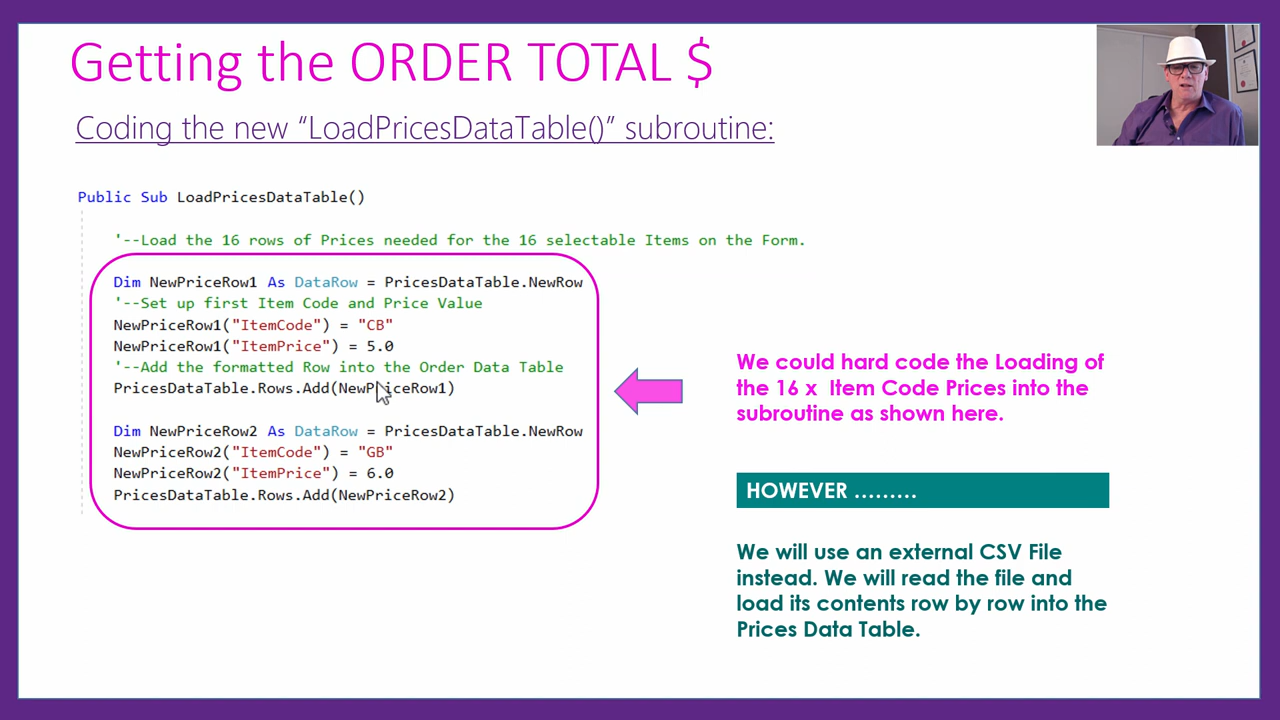 Getting the ORDER TOTAL $
Coding the new “LoadPricesDataTable()” subroutine:
Public Sub LoadPricesDataTable()
'--Load the 16 rows of Prices needed for the 16 selectable Items on the Form.
Dim NewPriceRow1 As DataRow = PricesDataTable.NewRow
'--Set up first Item Code and Price Value
NewPriceRow1("ItemCode") = "CB"
NewPriceRow1("ItemPrice") = 5.0
'--Add the formatted Row into the Order Data Table
PricesDataTable.Rows.Add(NewPriceRow1)
Dim NewPriceRow2 As DataRow = PricesDataTable.NewRow
NewPriceRow2("ItemCode") = "GB"
NewPriceRow2("ItemPrice") = 6.0
PricesDataTable.Rows.Add(NewPriceRow2)
We could hard code the Loading of
the 16 x  Item Code Prices into the
subroutine as shown here.
HOWEVER ………
We will use an external CSV File
instead. We will read the file and
load its contents row by row into the
Prices Data Table.